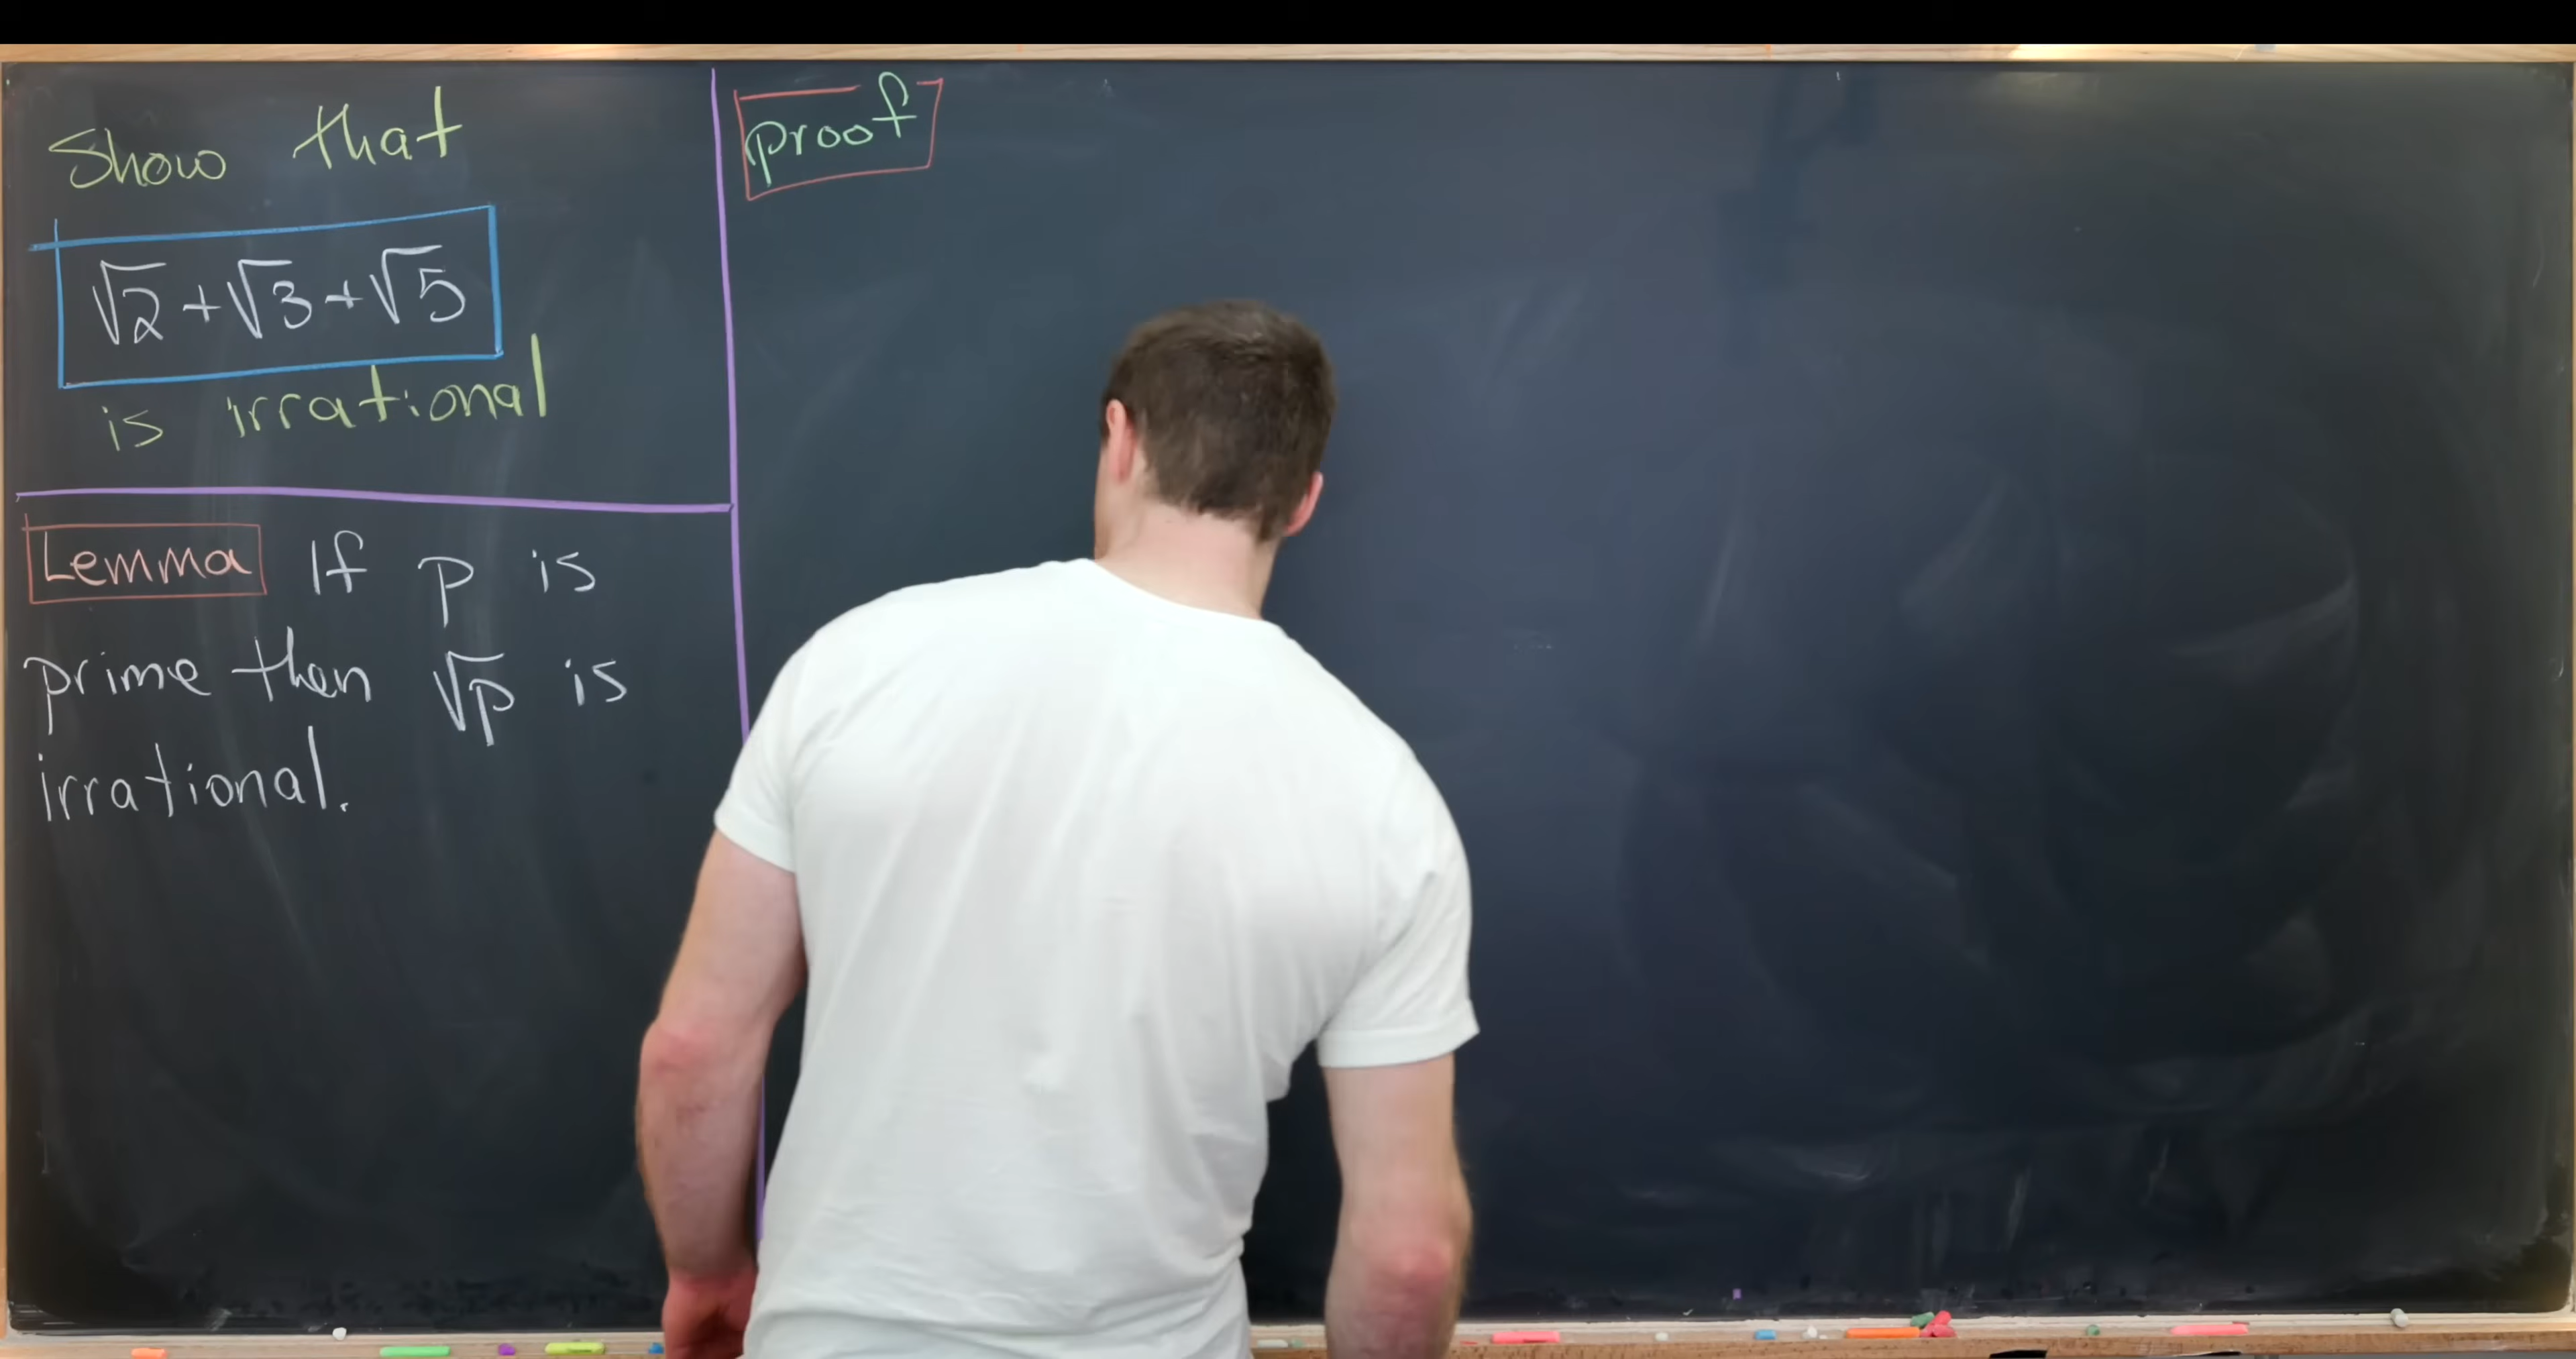 Show that
√2+√3+√5
is irrational
Lemma If p is
prime then √p is
irrational.
proof